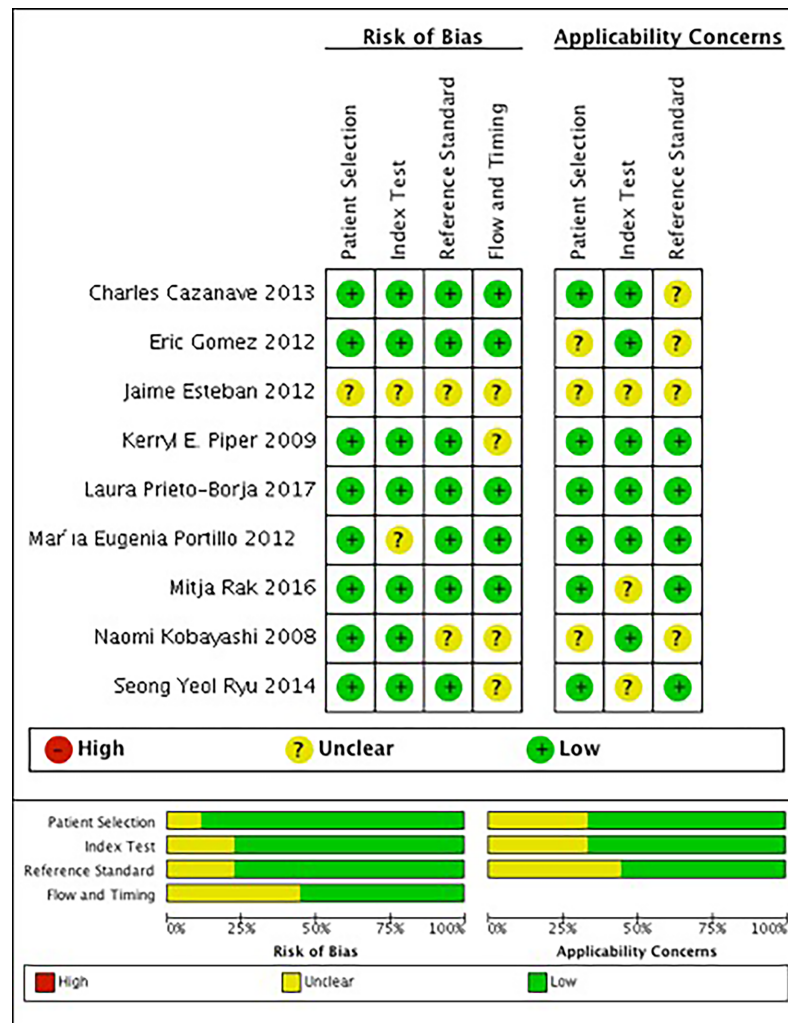 Risk of Bias Applicability Concerns
Patient Selection
Index Test
Reference Standard
Flow and Timing
Patient Selection
Index Test
Reference Standard
Charles Cazanave 2013 + + + + + + ?
Eric Gomez 2012 + + + + ? + ?
Jaime Esteban 2012 ? ? ? ? ? ? ?
Kerryl E. Piper 2009 + + + ? + + +
Laura Prieto-Borja 2017 + + + + + + +
Mar´ıa Eugenia Portillo 2012 + ? + + + + +
Mitja Rak 2016 + + + + + ? +
Naomi Kobayashi 2008 + + ? ? ? + ?
Seong Yeol Ryu 2014 + + + ? + ? +
- High ? Unclear + Low
Patient Selection
Index Test
Reference Standard
Flow and Timing
0% 25% 50% 75% 100% 0% 25% 50% 75% 100%
Risk of Bias Applicability Concerns
High Unclear Low